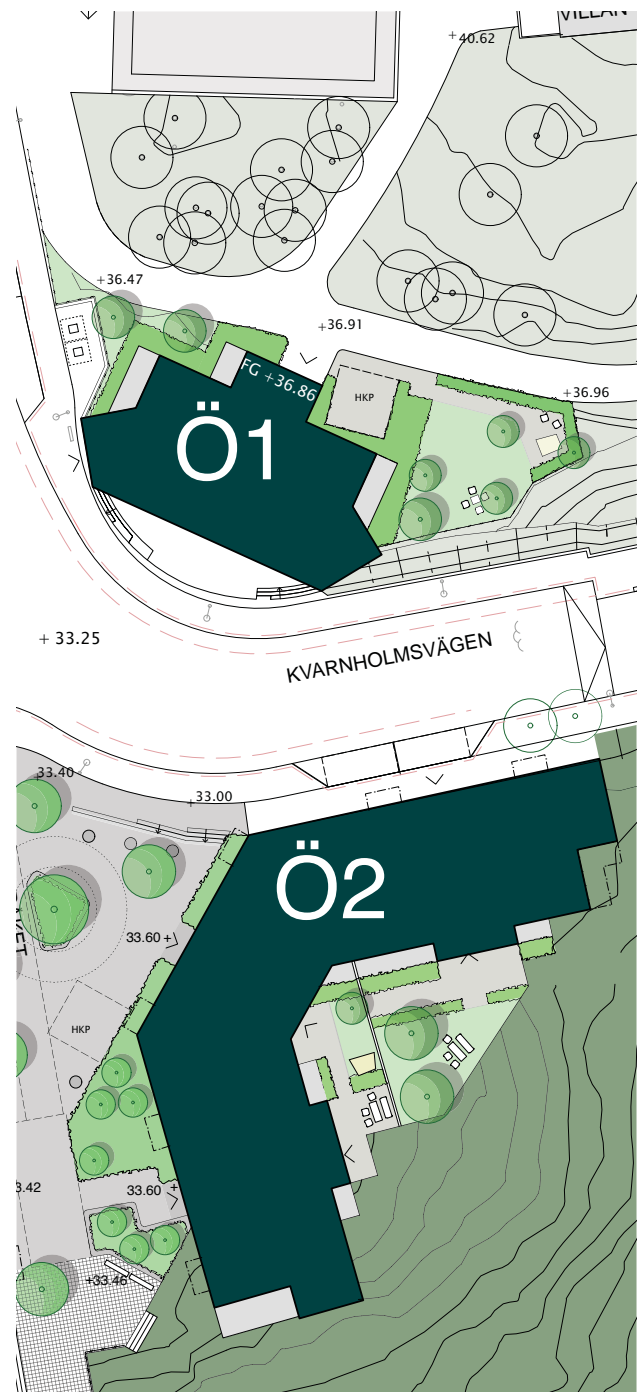 VILLAN
+40.62
+36.47
+36.91
FG +36.86
HKP
+36.96
Ö1
+ 33.25
KVARNHOLMSVÄGEN
+33.40
+33.00
Ö2
33.60 +
HKP
33.60 +
3.42
+33.46